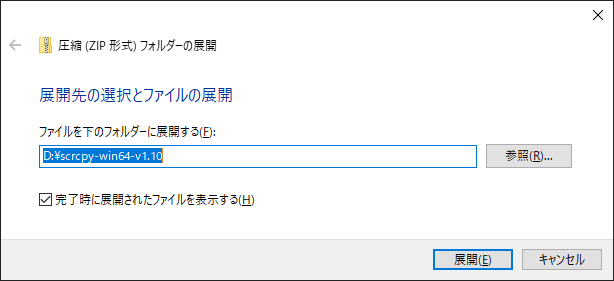 圧縮 (ZIP 形式) フォルダーの展開
展開先の選択とファイルの展開
ファイルを下のフォルダーに展開する(F):
D:¥scrcpy-win64-v1.10
参照(R)...
完了時に展開されたファイルを表示する(H)
展開(E)
キャンセル